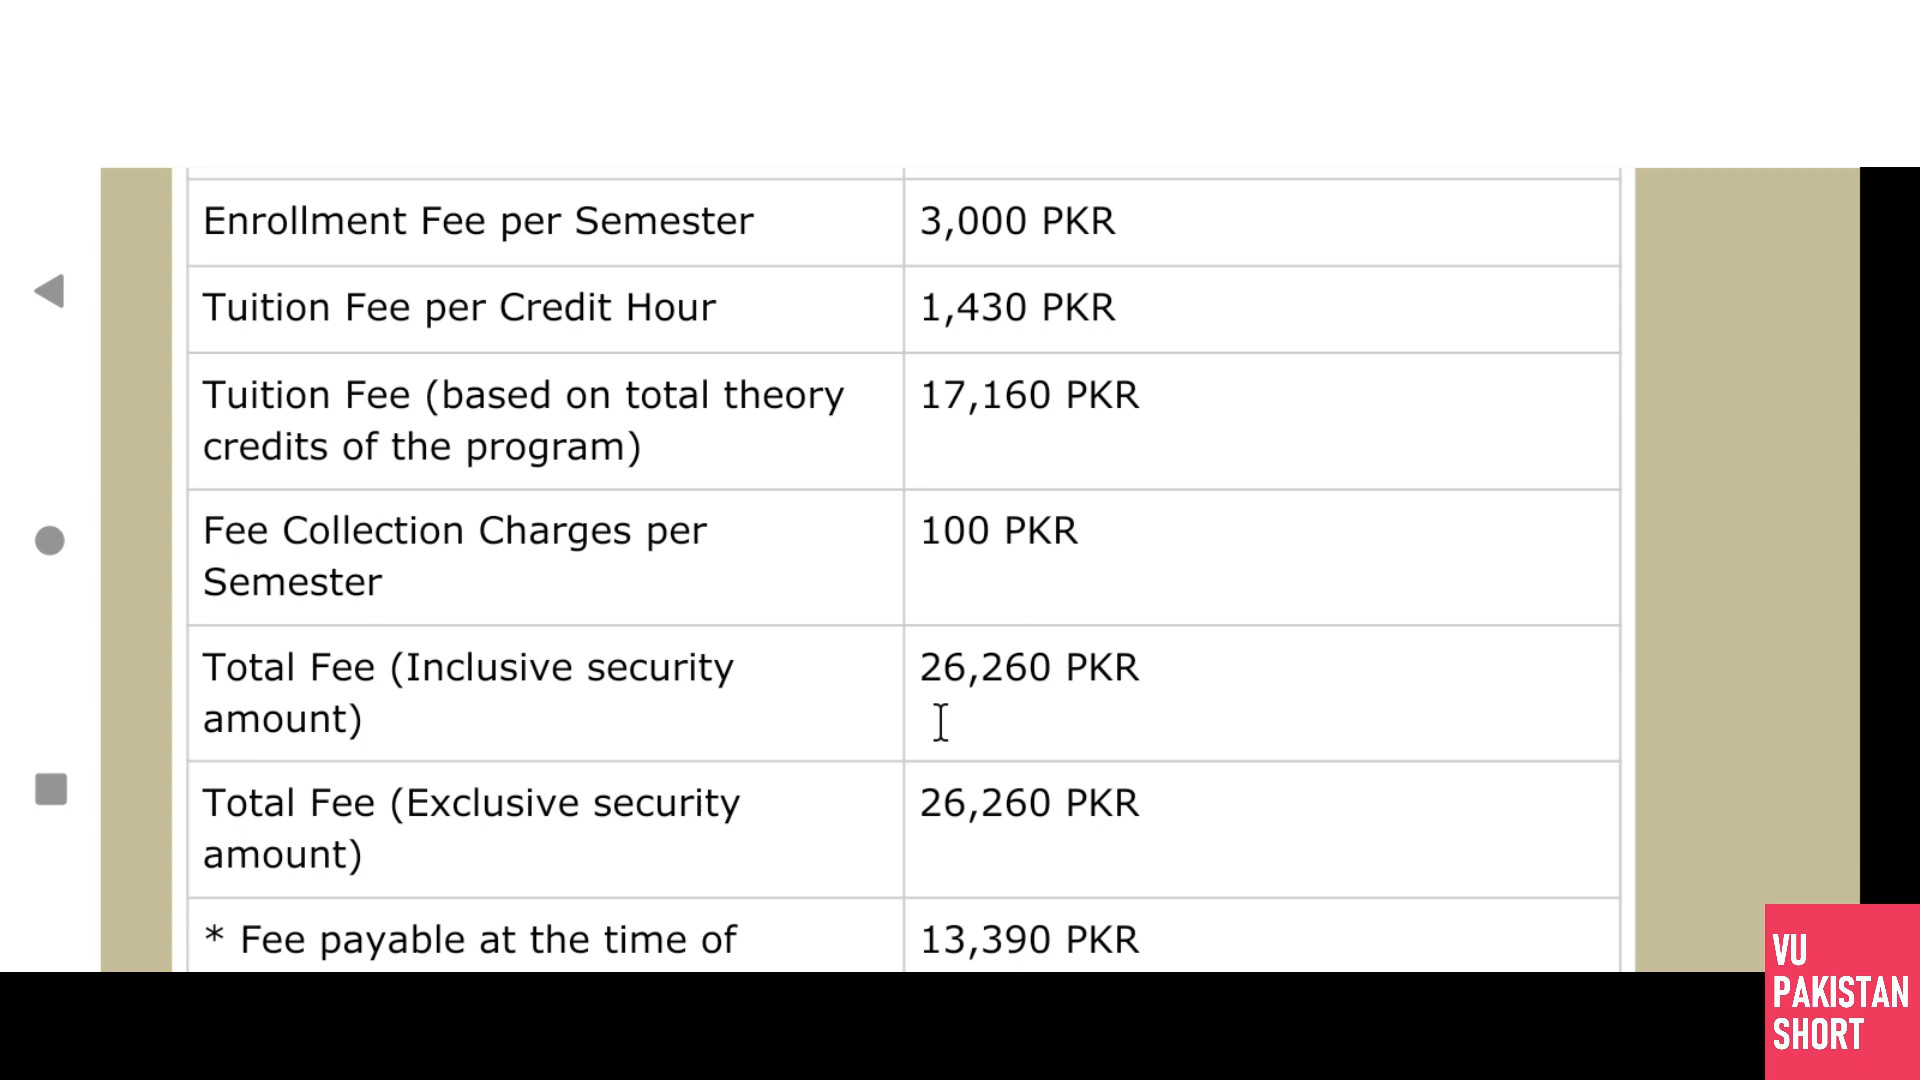 Enrollment Fee per Semester 3,000 PKR
Tuition Fee per Credit Hour 1,430 PKR
Tuition Fee (based on total theory 17,160 PKR
credits of the program)
Fee Collection Charges per 100 PKR
Semester
Total Fee (Inclusive security 26,260 PKR
amount)
Total Fee (Exclusive security 26,260 PKR
amount)
* Fee payable at the time of 13,390 PKR
VU
PAKISTAN
SHORT